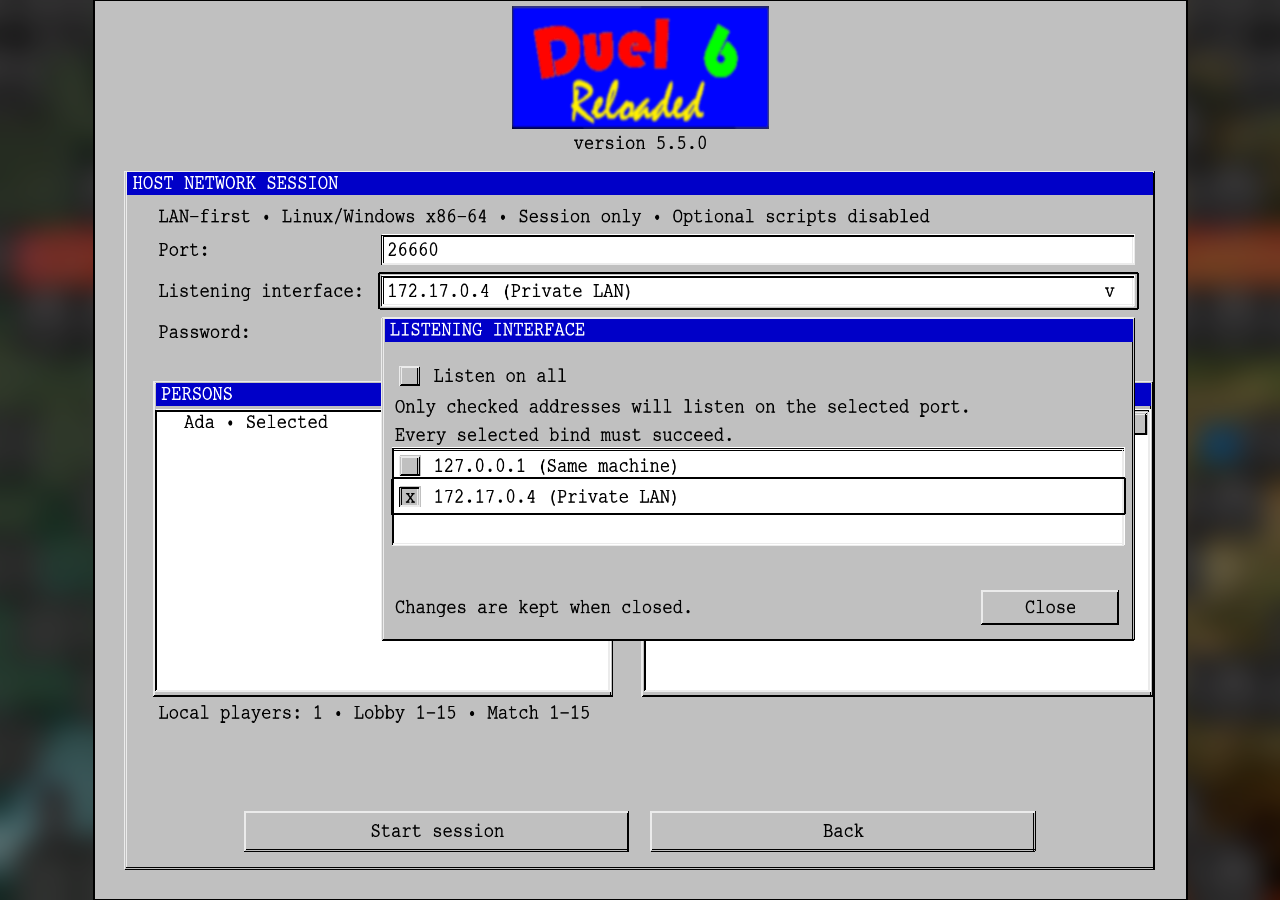 Duel 6
Reloaded
version 5.5.0
HOST NETWORK SESSION
LAN-first • Linux/Windows x86-64 • Session only • Optional scripts disabled
Port: 26660
Listening interface: 172.17.0.4 (Private LAN) v
Password:
LISTENING INTERFACE
Listen on all
Only checked addresses will listen on the selected port.
Every selected bind must succeed.
127.0.0.1 (Same machine)
x 172.17.0.4 (Private LAN)
Changes are kept when closed. Close
PERSONS
Ada • Selected
Local players: 1 • Lobby 1-15 • Match 1-15
Start session Back